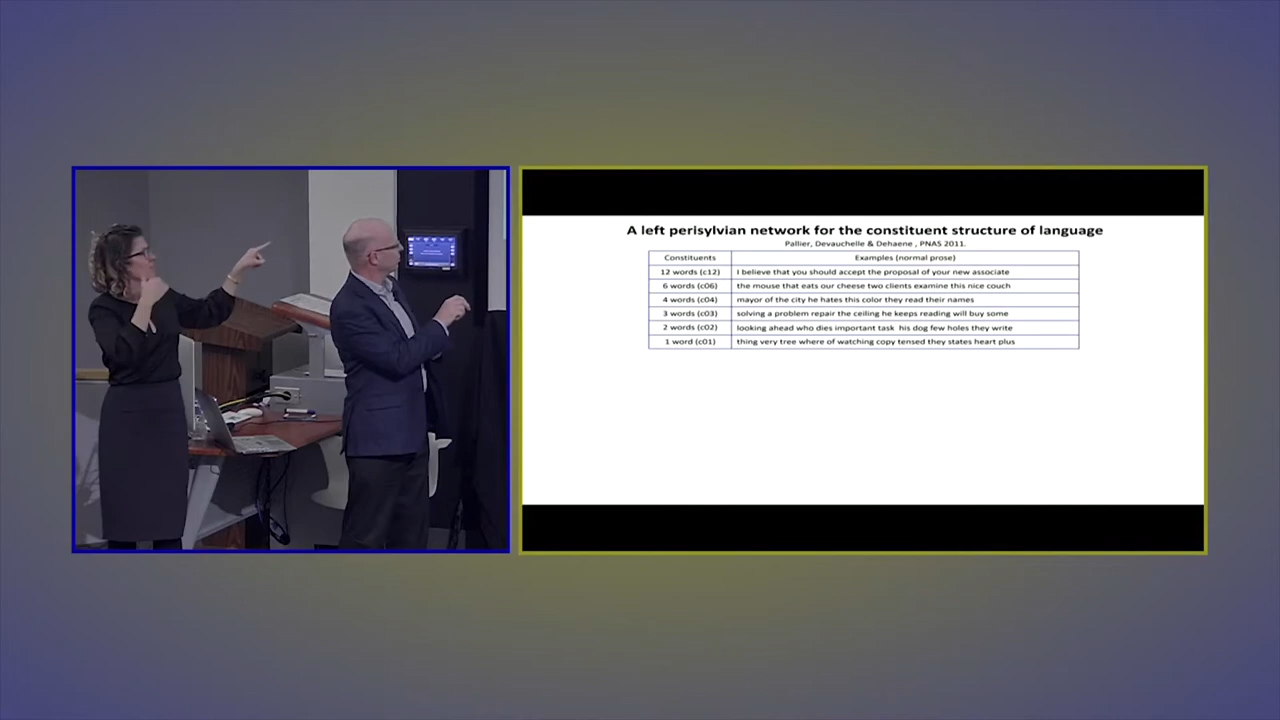 A left perisylvian network for the constituent structure of language
Pallier, Devauchelle & Dehaene , PNAS 2011.
Constituents Examples (normal prose)
12 words (c12) I believe that you should accept the proposal of your new associate
6 words (c06) the mouse that eats our cheese two clients examine this nice couch
4 words (c04) mayor of the city he hates this color they read their names
3 words (c03) solving a problem repair the ceiling he keeps reading will buy some
2 words (c02) looking ahead who dies important task his dog few holes they write
1 word (c01) thing very tree where of watching copy tensed they states heart plus